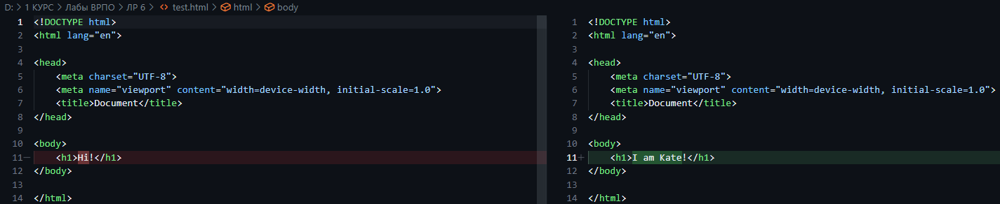 D: > 1 КУРС > Лабы ВРПО > ЛР 6 > <> test.html > html > body
1 <!DOCTYPE html>
2 <html lang="en">
3
4 <head>
5     <meta charset="UTF-8">
6     <meta name="viewport" content="width=device-width, initial-scale=1.0">
7     <title>Document</title>
8 </head>
9
10 <body>
11−     <h1>Hi!</h1>
12 </body>
13
14 </html>
1 <!DOCTYPE html>
2 <html lang="en">
3
4 <head>
5     <meta charset="UTF-8">
6     <meta name="viewport" content="width=device-width, initial-scale=1.0">
7     <title>Document</title>
8 </head>
9
10 <body>
11+     <h1>I am Kate!</h1>
12 </body>
13
14 </html>